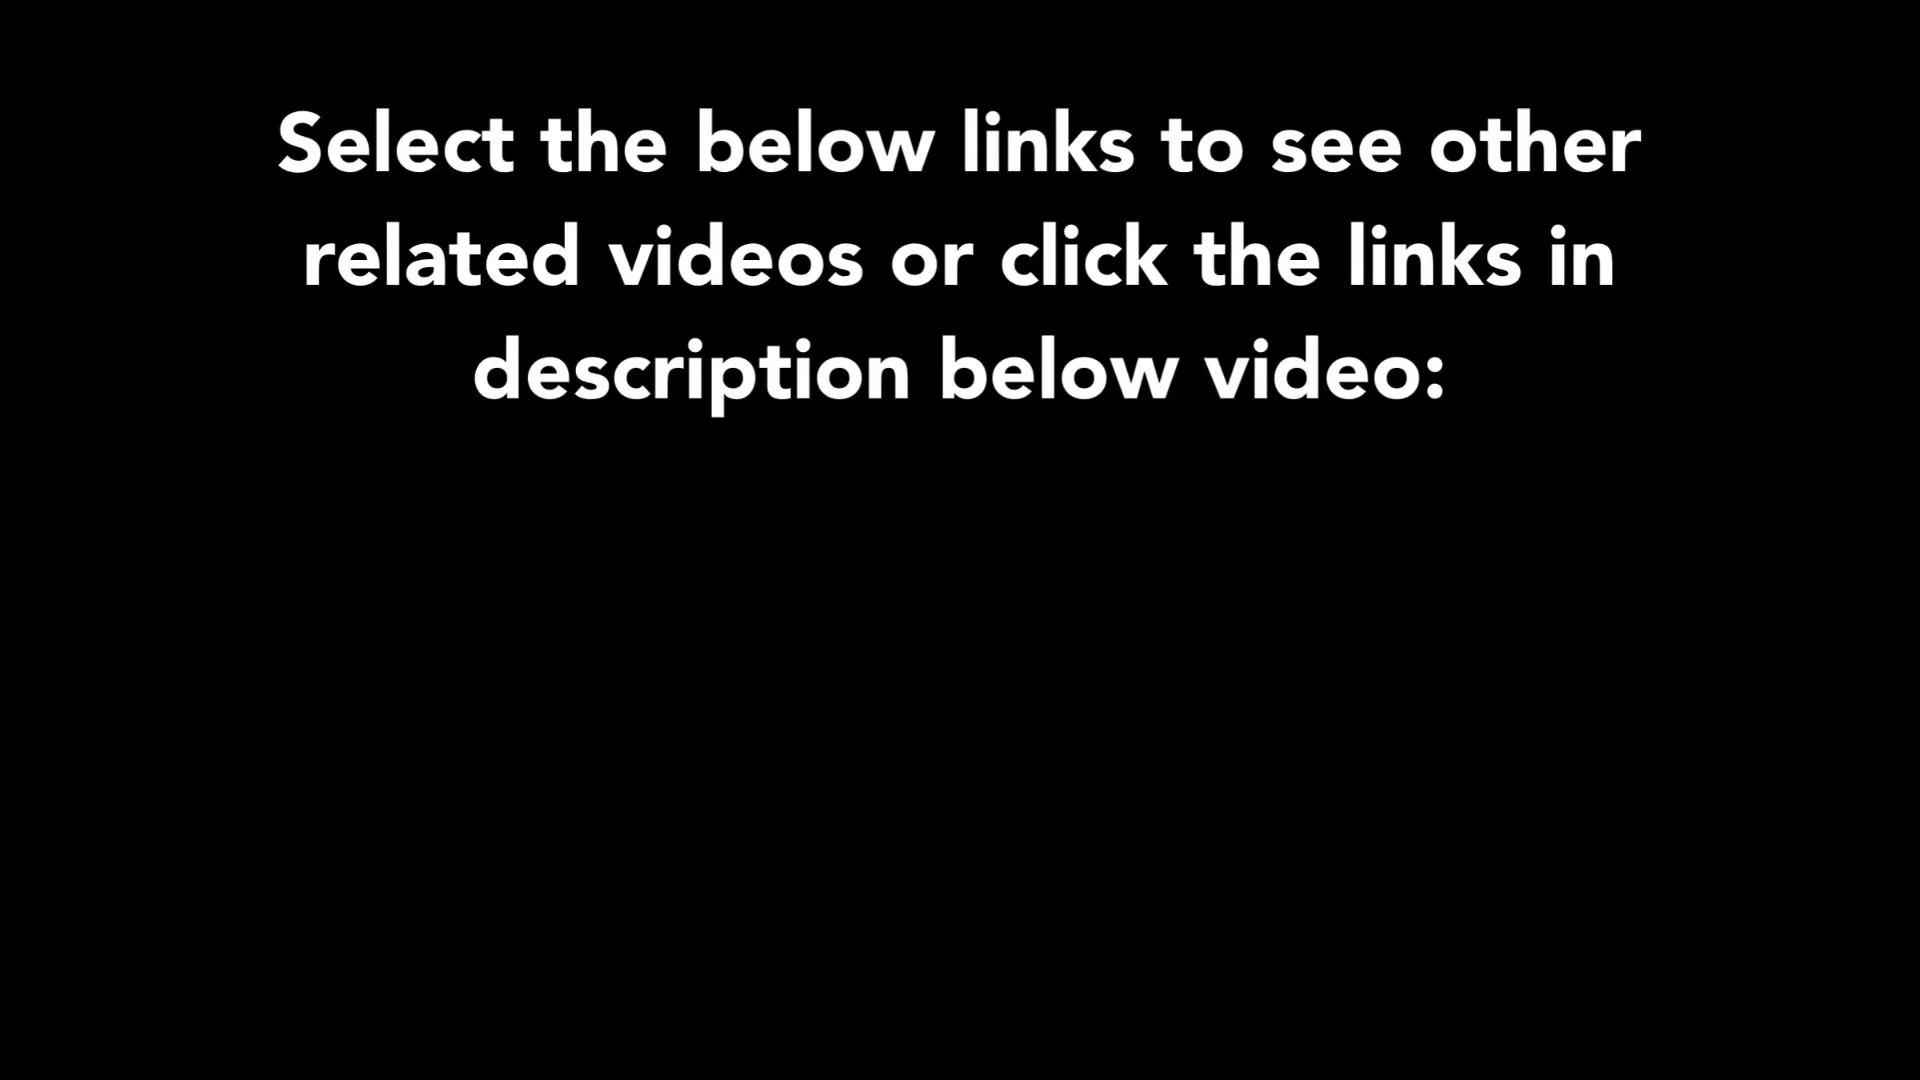 Select the below links to see other
related videos or click the links in
description below video: